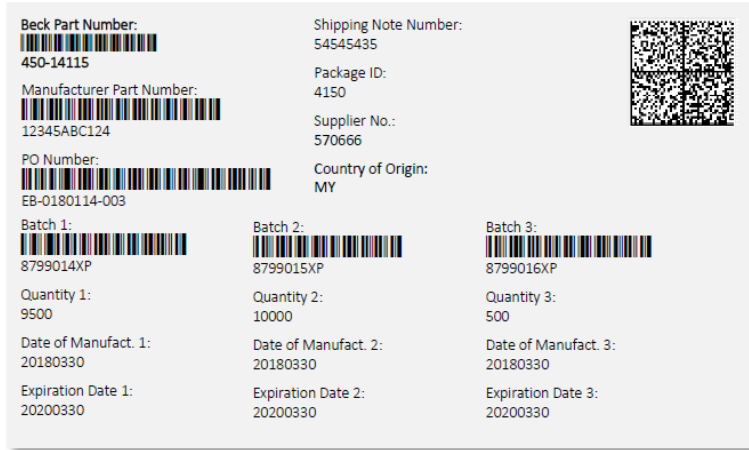 Beck Part Number:
450-14115
Manufacturer Part Number:
12345ABC124
PO Number:
EB-0180114-003
Shipping Note Number:
54545435
Package ID:
4150
Supplier No.:
570666
Country of Origin:
MY
Batch 1:
8799014XP
Quantity 1:
9500
Date of Manufact. 1:
20180330
Expiration Date 1:
20200330
Batch 2:
8799015XP
Quantity 2:
10000
Date of Manufact. 2:
20180330
Expiration Date 2:
20200330
Batch 3:
8799016XP
Quantity 3:
500
Date of Manufact. 3:
20180330
Expiration Date 3:
20200330